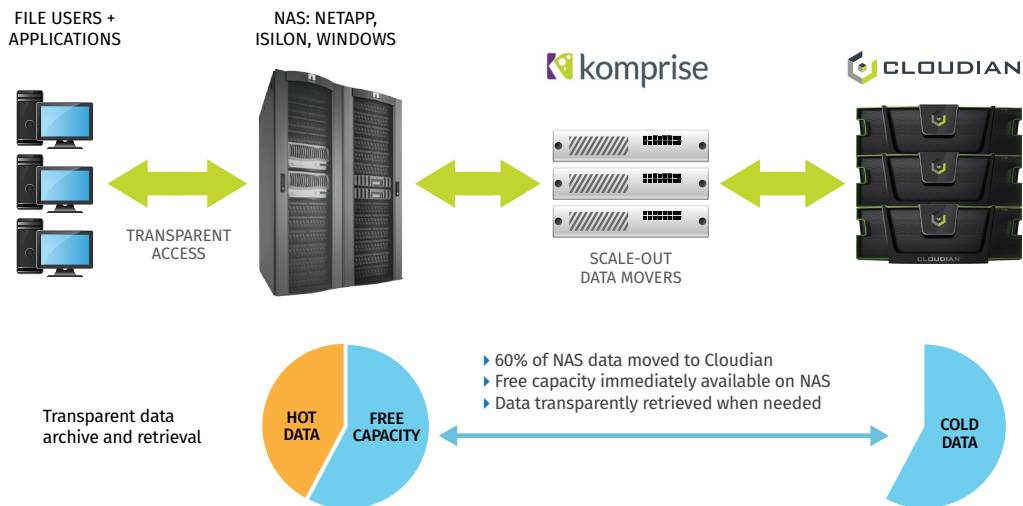 FILE USERS +
APPLICATIONS
NAS: NETAPP,
ISILON, WINDOWS
komprise
CLOUDIAN
TRANSPARENT
ACCESS
SCALE-OUT
DATA MOVERS
CLOUDIAN
60% of NAS data moved to Cloudian
Free capacity immediately available on NAS
Data transparently retrieved when needed
Transparent data
archive and retrieval
HOT
DATA
FREE
CAPACITY
COLD
DATA